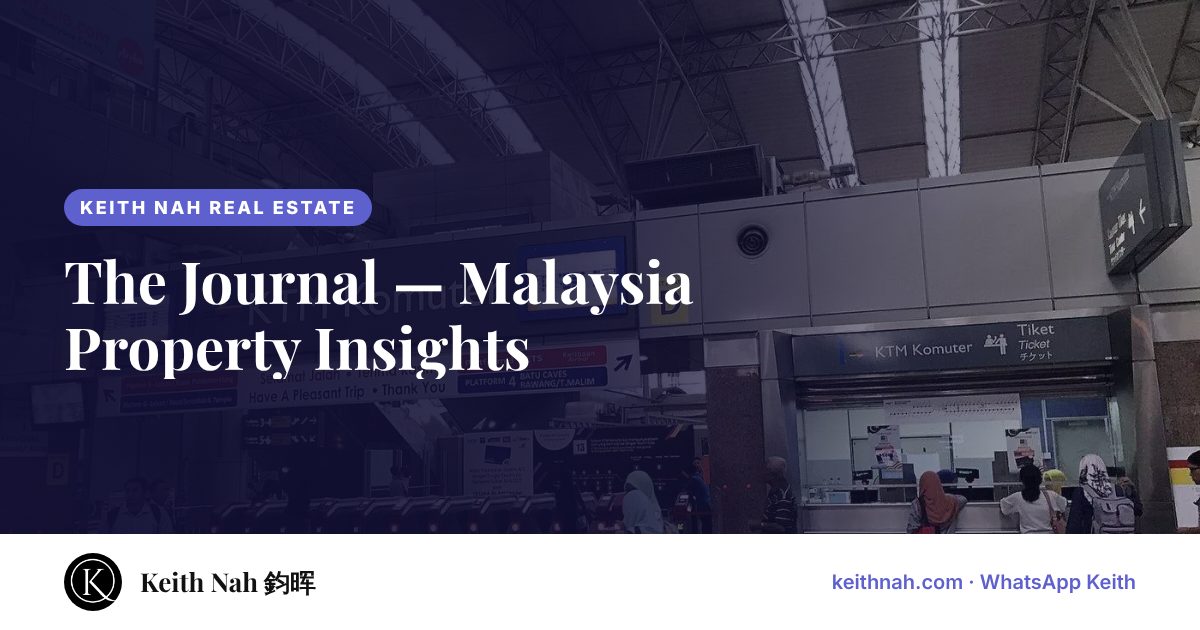 KEITH NAH REAL ESTATE
The Journal — Malaysia
Property Insights
KTM Komuter
Tiket
Ticket
チケット
PLATFORM 4 BATU CAVES
RAWANG/T.MALIM
Have A Pleasant Trip • Thank You
D
K
Keith Nah 鈞晖
keithnah.com · WhatsApp Keith